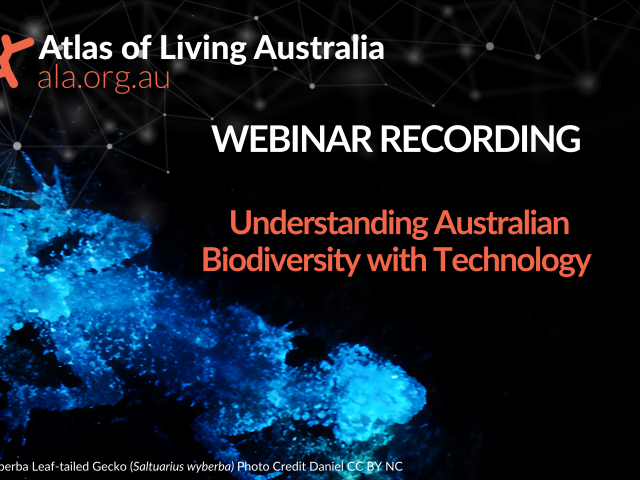 Atlas of Living Australia
ala.org.au
WEBINAR RECORDING
Understanding Australian
Biodiversity with Technology
Leaf-tailed Gecko (Saltuarius wyberba) Photo Credit Daniel CC BY NC